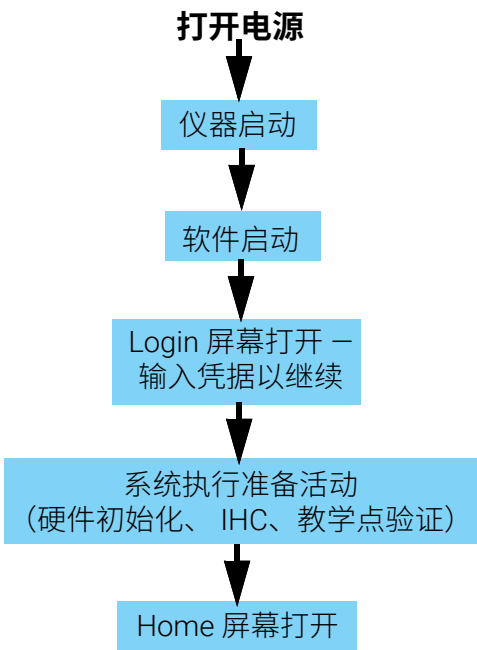 打开电源
仪器启动
软件启动
Login 屏幕打开 –
输入凭据以继续
系统执行准备活动
（硬件初始化、 IHC、教学点验证）
Home 屏幕打开